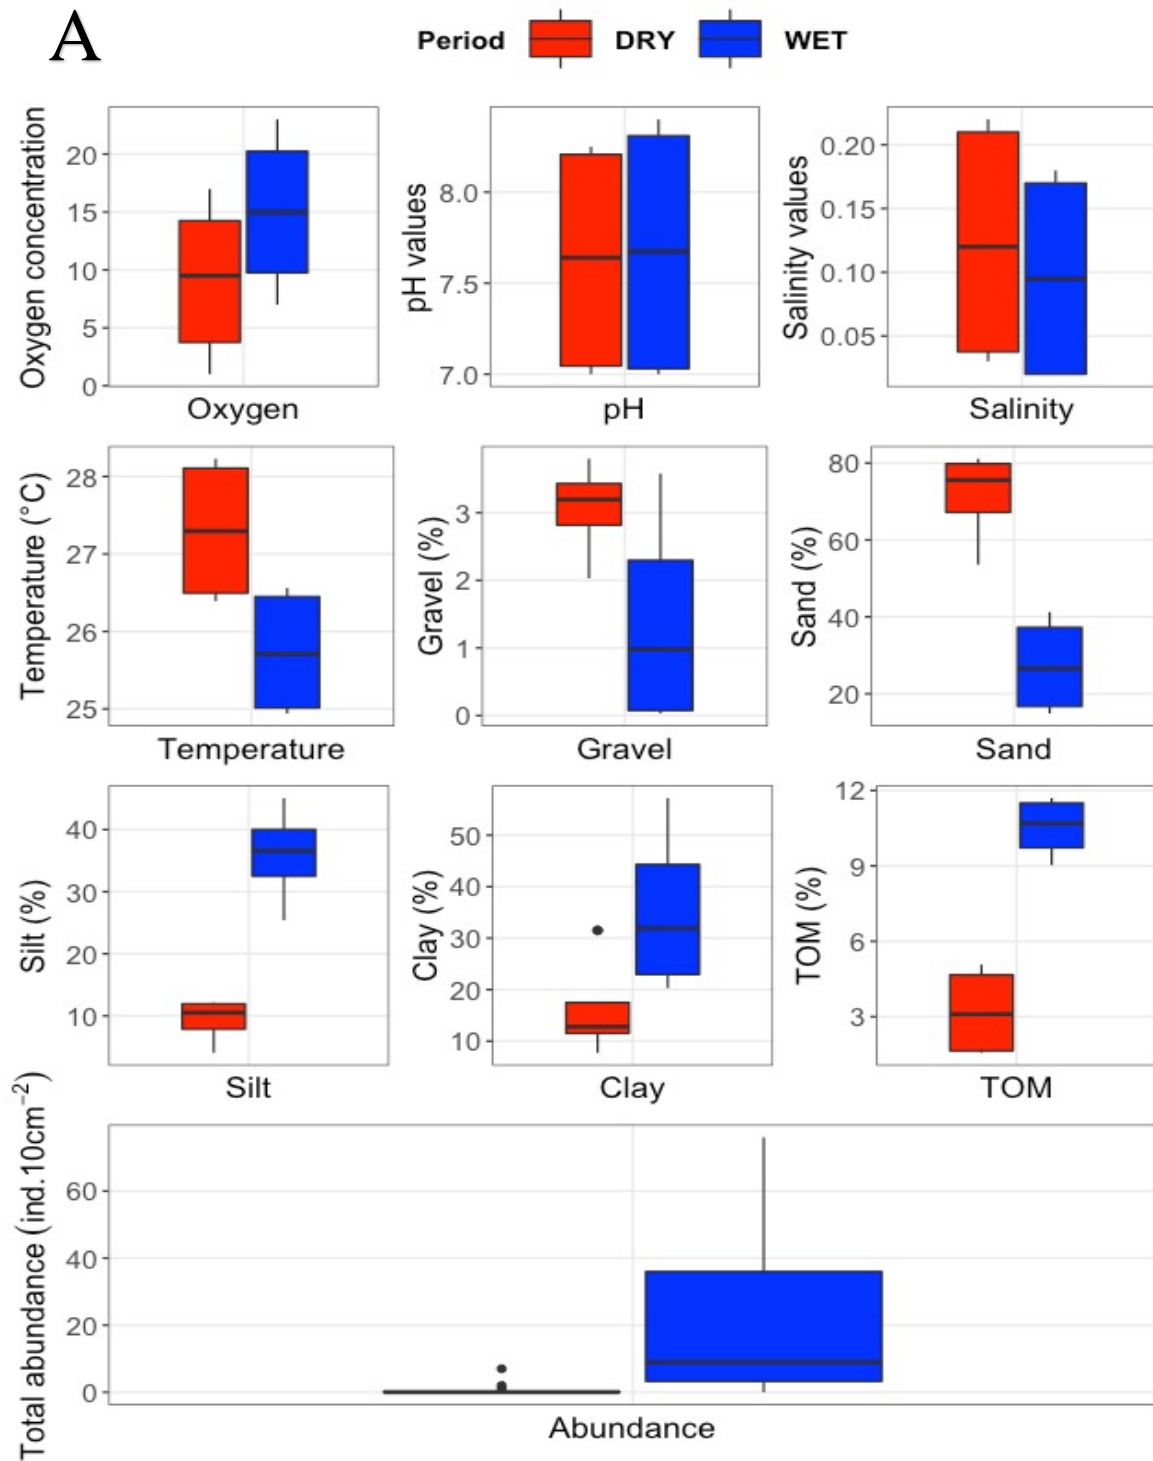 A
Period DRY WET
Oxygen concentration
20
15
10
5
0
Oxygen
pH values
8.0
7.5
7.0
pH
Salinity values
0.20
0.15
0.10
0.05
Salinity
Temperature (°C)
28
27
26
25
Temperature
Gravel (%)
3
2
1
0
Gravel
Sand (%)
80
60
40
20
Sand
Silt (%)
40
30
20
10
Silt
Clay (%)
50
40
30
20
10
Clay
TOM (%)
12
9
6
3
TOM
Total abundance (ind.10cm⁻²)
60
40
20
0
Abundance